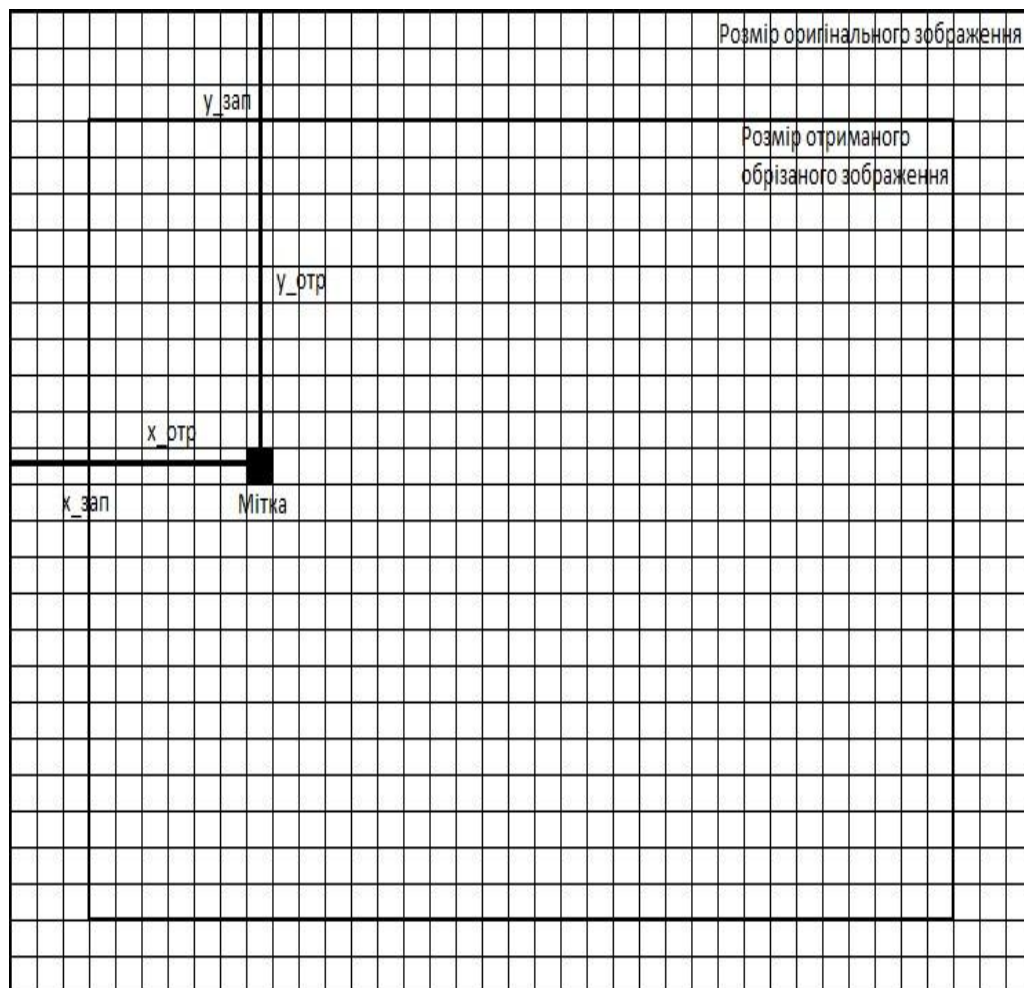 Розмір оригінального зображення
y_зап
Розмір отриманого
обрізаного зображення
y_отр
x_отр
x_зап
Мітка